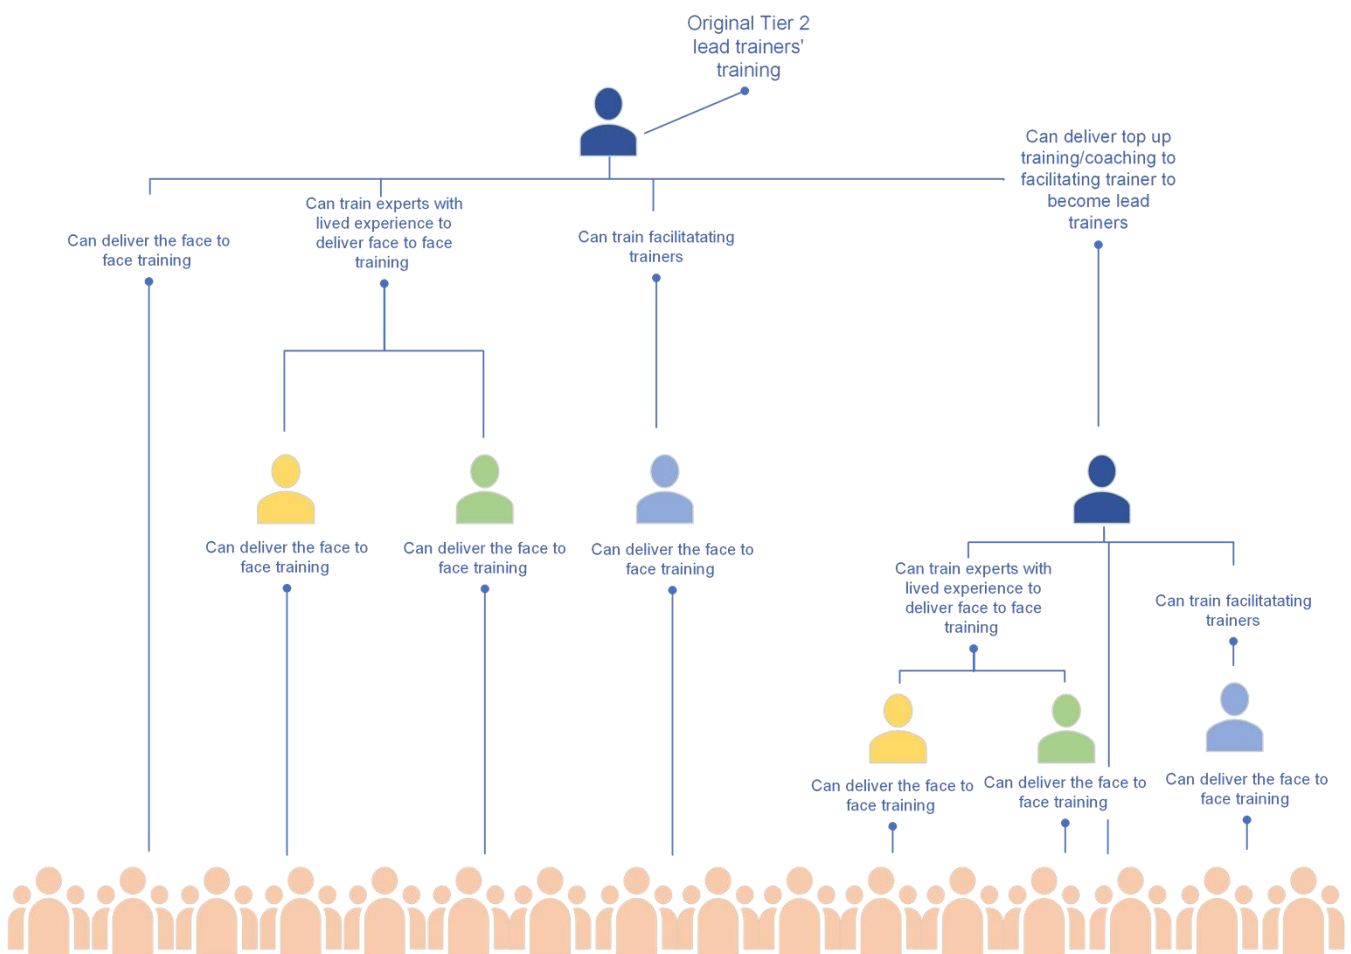 Original Tier 2
lead trainers'
training
Can deliver top up
training/coaching to
facilitating trainer to
become lead
trainers
Can deliver the face to
face training
Can train experts with
lived experience to
deliver face to face
training
Can train facilitatating
trainers
Can deliver the face to
face training
Can deliver the face to
face training
Can deliver the face to
face training
Can train experts with
lived experience to
deliver face to face
training
Can train facilitatating
trainers
Can deliver the face to
face training
Can deliver the face to
face training
Can deliver the face to
face training